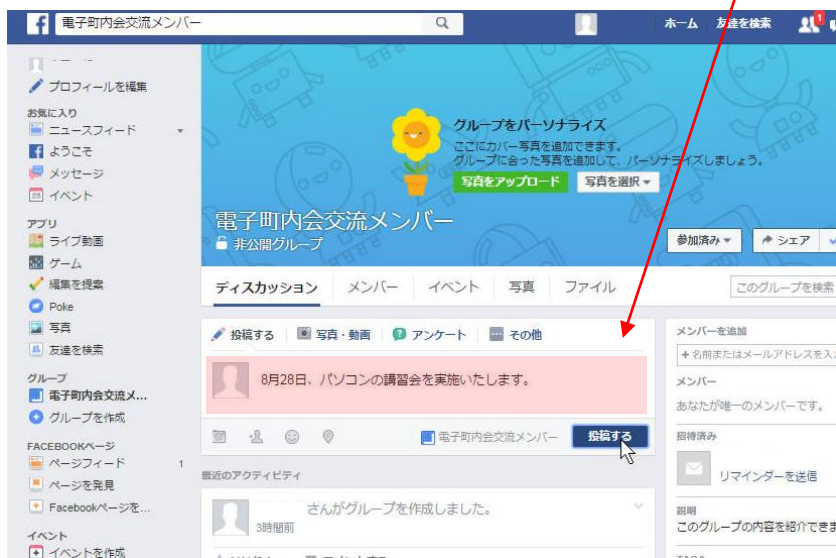 電子町内会交流メンバー
ホーム
友達を検索
1
プロフィールを編集
お気に入り
ニュースフィード
ようこそ
メッセージ
イベント
アプリ
ライブ動画
ゲーム
編集を提案
Poke
写真
友達を検索
グループ
電子町内会交流メ...
グループを作成
FACEBOOKページ
ページフィード 1
ページを発見
Facebookページを...
イベント
イベントを作成
グループをパーソナライズ
ここにカバー写真を追加できます。
グループに合った写真を追加して、パーソナライズしましょう。
写真をアップロード
写真を選択
電子町内会交流メンバー
非公開グループ
参加済み
シェア
ディスカッション
メンバー
イベント
写真
ファイル
このグループを検索
投稿する
写真・動画
アンケート
その他
8月28日、パソコンの講習会を実施いたします。
電子町内会交流メンバー
投稿する
最近のアクティビティ
さんがグループを作成しました。
3時間前
メンバーを追加
+ 名前またはメールアドレスを入
メンバー
あなたが唯一のメンバーです。
招待済み
リマインダーを送信
説明
このグループの内容を紹介できま